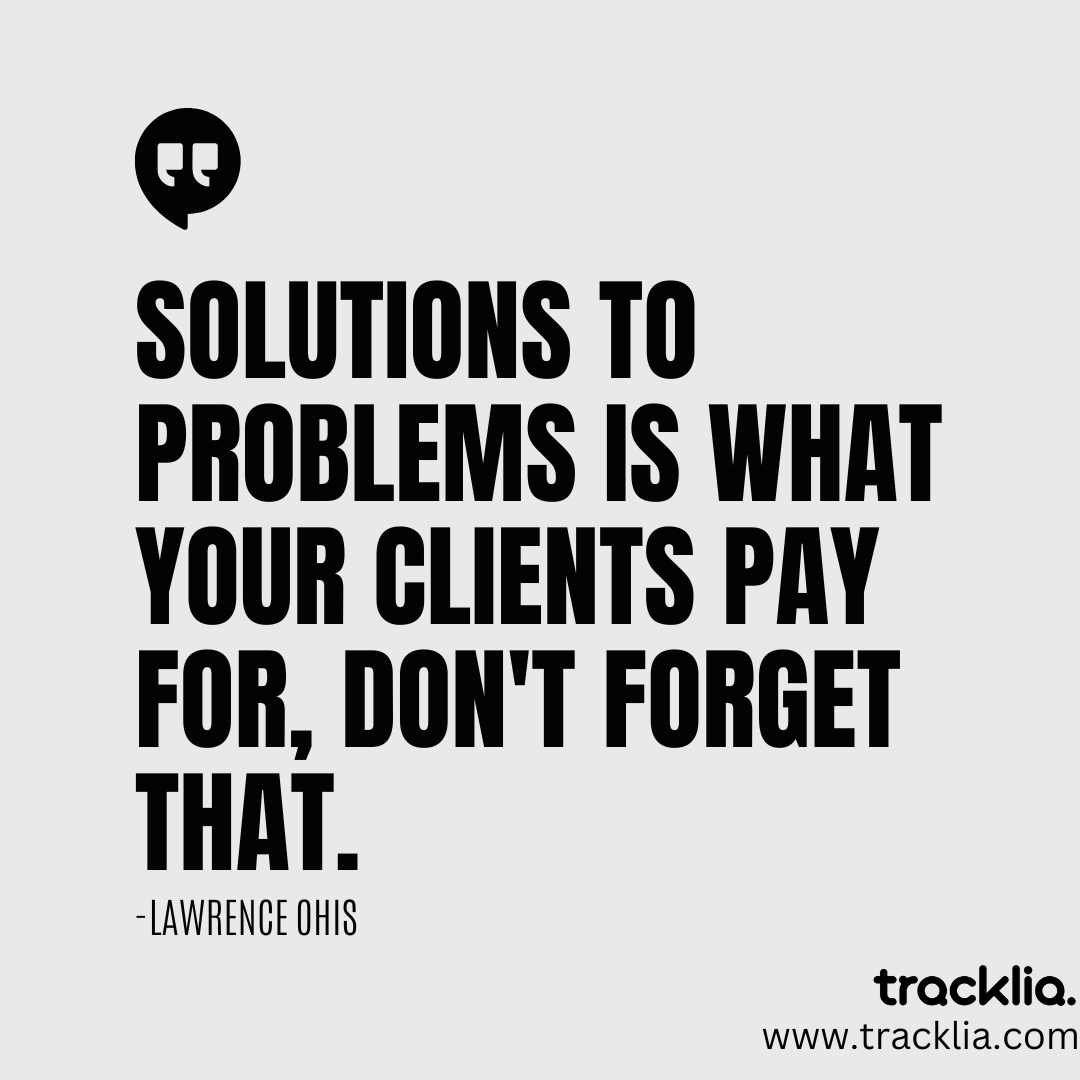 SOLUTIONS TO
PROBLEMS IS WHAT
YOUR CLIENTS PAY
FOR, DON'T FORGET
THAT.
-LAWRENCE OHIS
tracklia.
www.tracklia.com